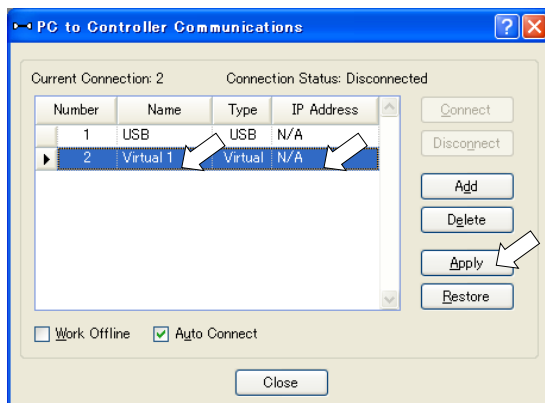 PC to Controller Communications
Current Connection: 2 Connection Status: Disconnected
Number Name Type IP Address
1 USB USB N/A
2 Virtual 1 Virtual N/A
Connect
Disconnect
Add
Delete
Apply
Restore
Work Offline Auto Connect
Close